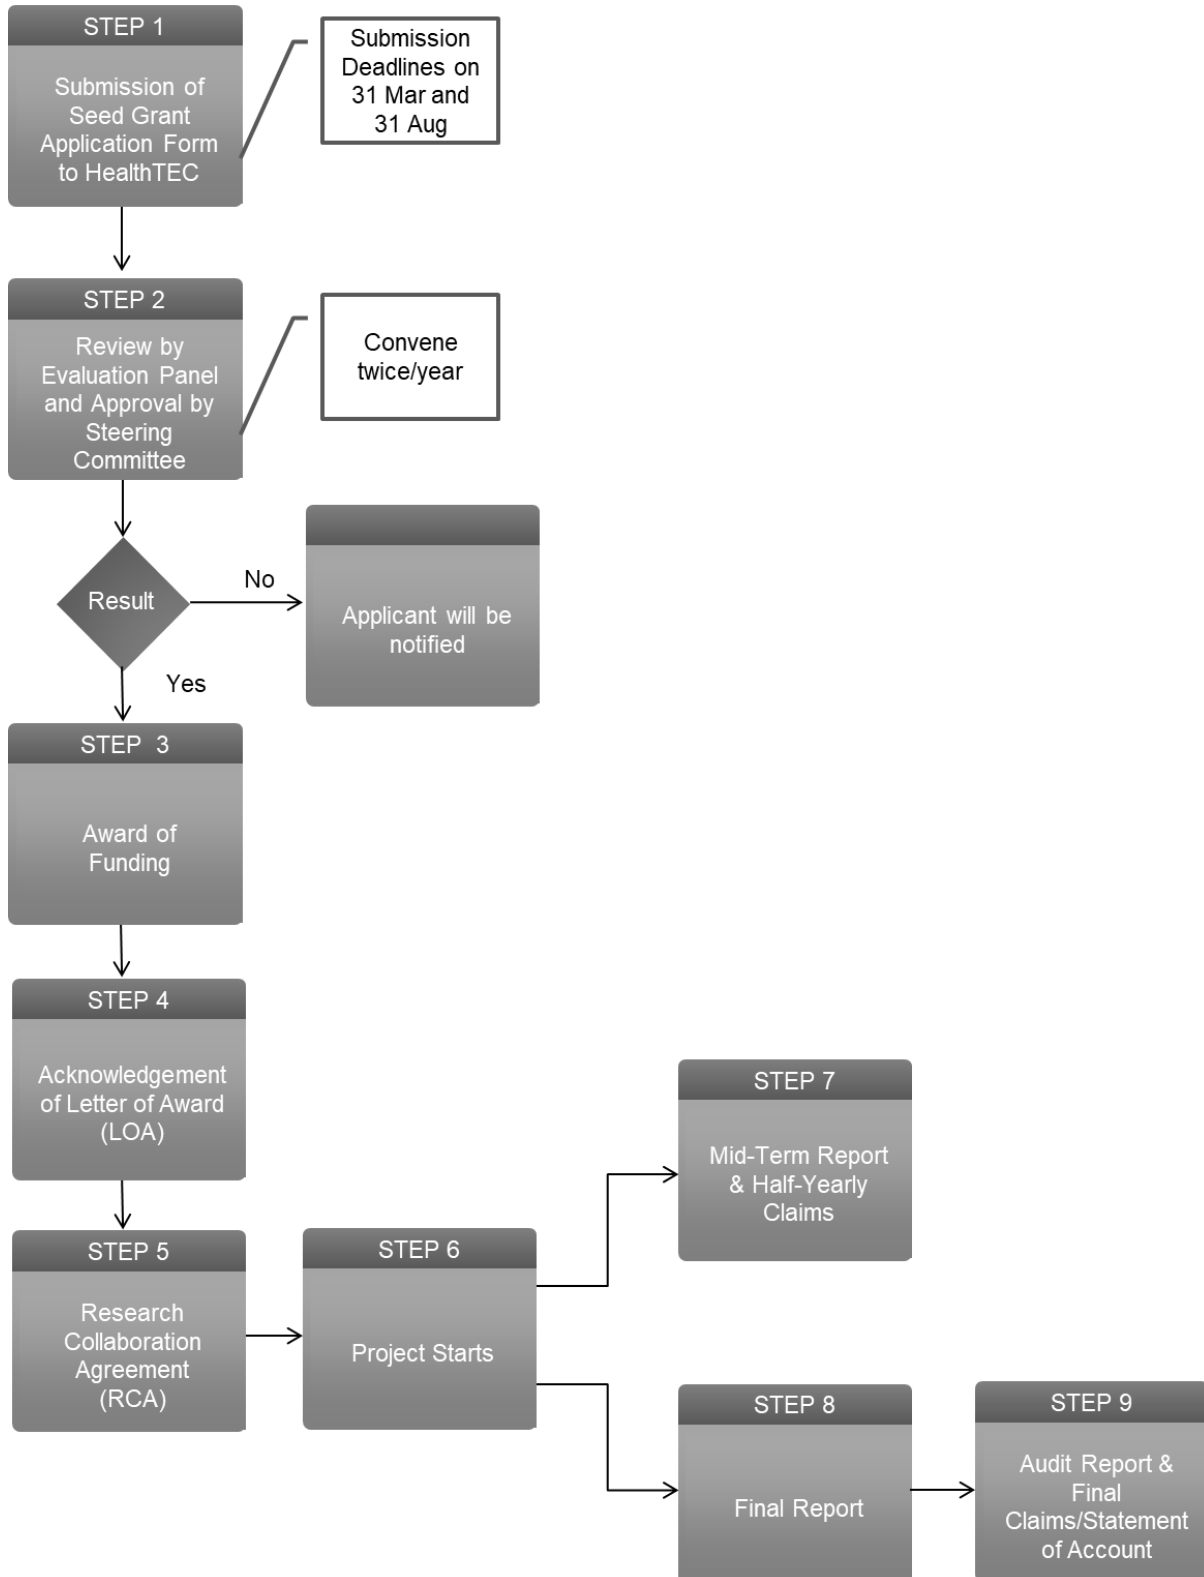 STEP 1
Submission of
Seed Grant
Application Form
to HealthTEC
Submission
Deadlines on
31 Mar and
31 Aug
STEP 2
Review by
Evaluation Panel
and Approval by
Steering
Committee
Convene
twice/year
Result
No
Applicant will be
notified
Yes
STEP 3
Award of
Funding
STEP 4
Acknowledgement
of Letter of Award
(LOA)
STEP 5
Research
Collaboration
Agreement
(RCA)
STEP 6
Project Starts
STEP 7
Mid-Term Report
& Half-Yearly
Claims
STEP 8
Final Report
STEP 9
Audit Report &
Final
Claims/Statement
of Account